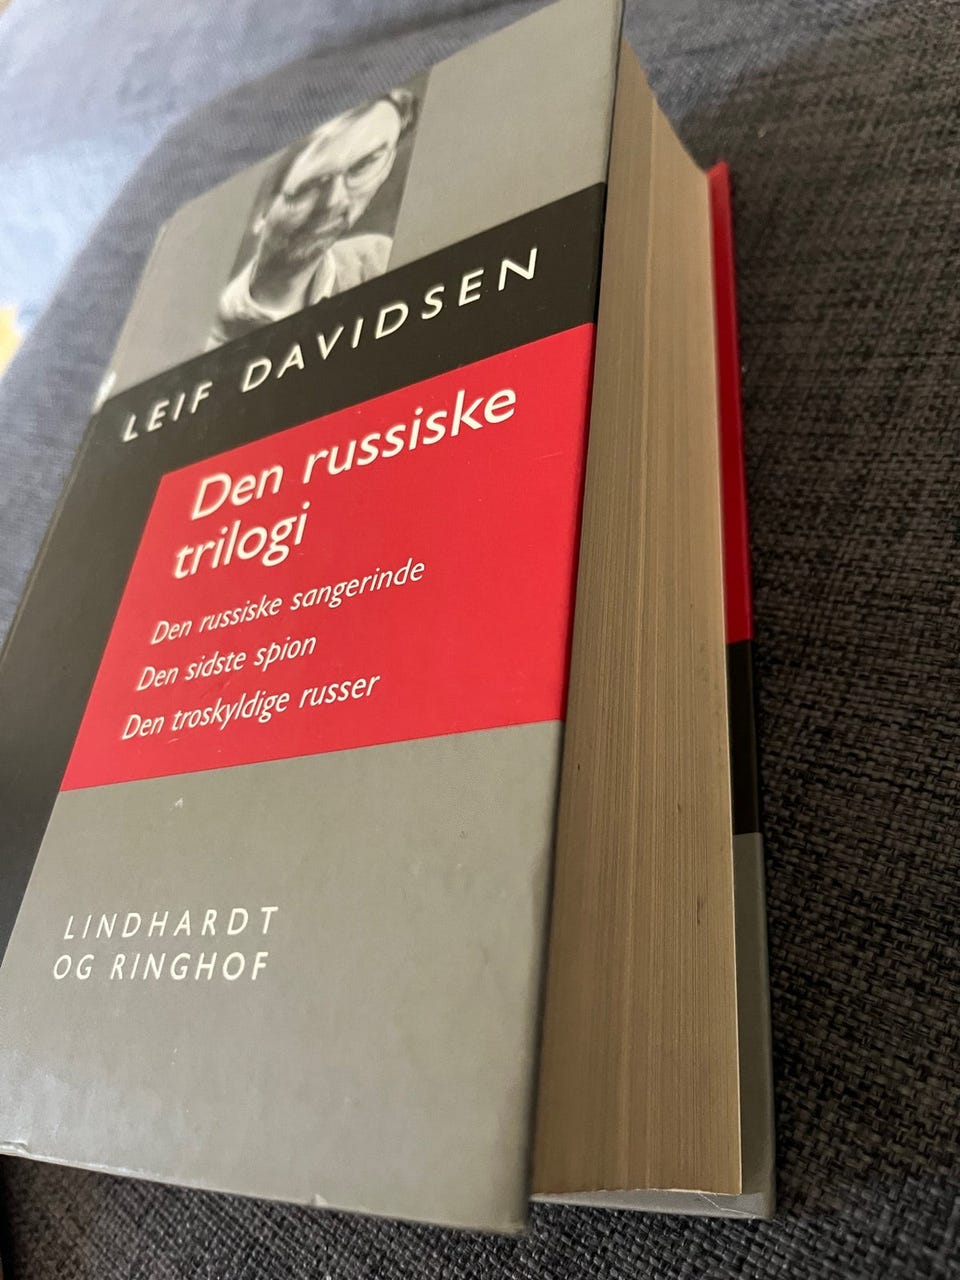 LEIF DAVIDSEN
Den russiske
trilogi
Den russiske sangerinde
Den sidste spion
Den troskyldige russer
LINDHARDT
OG RINGHOF